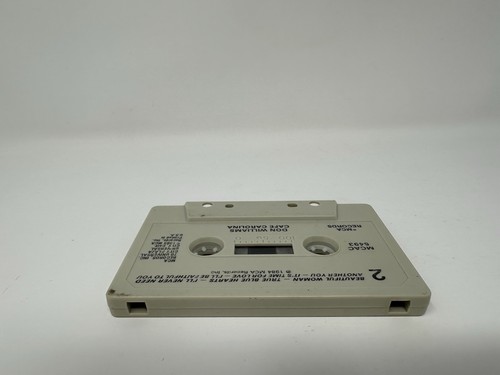 2
BEAUTIFUL WOMAN — TRUE BLUE HEARTS — I'LL NEVER NEED
ANOTHER YOU — IT'S TIME FOR LOVE — I'LL BE FAITHFUL TO YOU
℗ 1984 MCA Records, Inc.
MCAC
5493
DON WILLIAMS
CAFE CAROLINA
*MCA
RECORDS